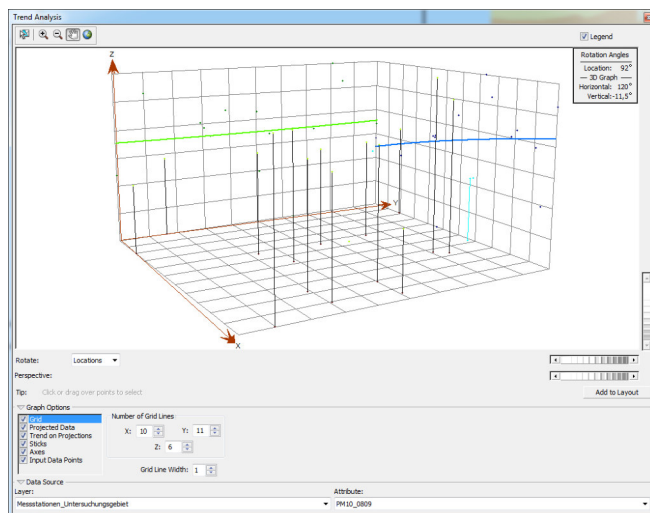 Trend Analysis
Legend
Rotation Angles
Location: 92°
3D Graph
Horizontal: 120°
Vertical:-11,5°
Z
Y
X
Rotate: Locations
Perspective:
Tip: Click or drag over points to select
Add to Layout
Graph Options
Grid
Projected Data
Trend on Projections
Sticks
Axes
Input Data Points
Number of Grid Lines
X: 10 Y: 11
Z: 6
Grid Line Width: 1
Data Source
Layer: Attribute:
Messstationen_Untersuchungsgebiet PM10_0809